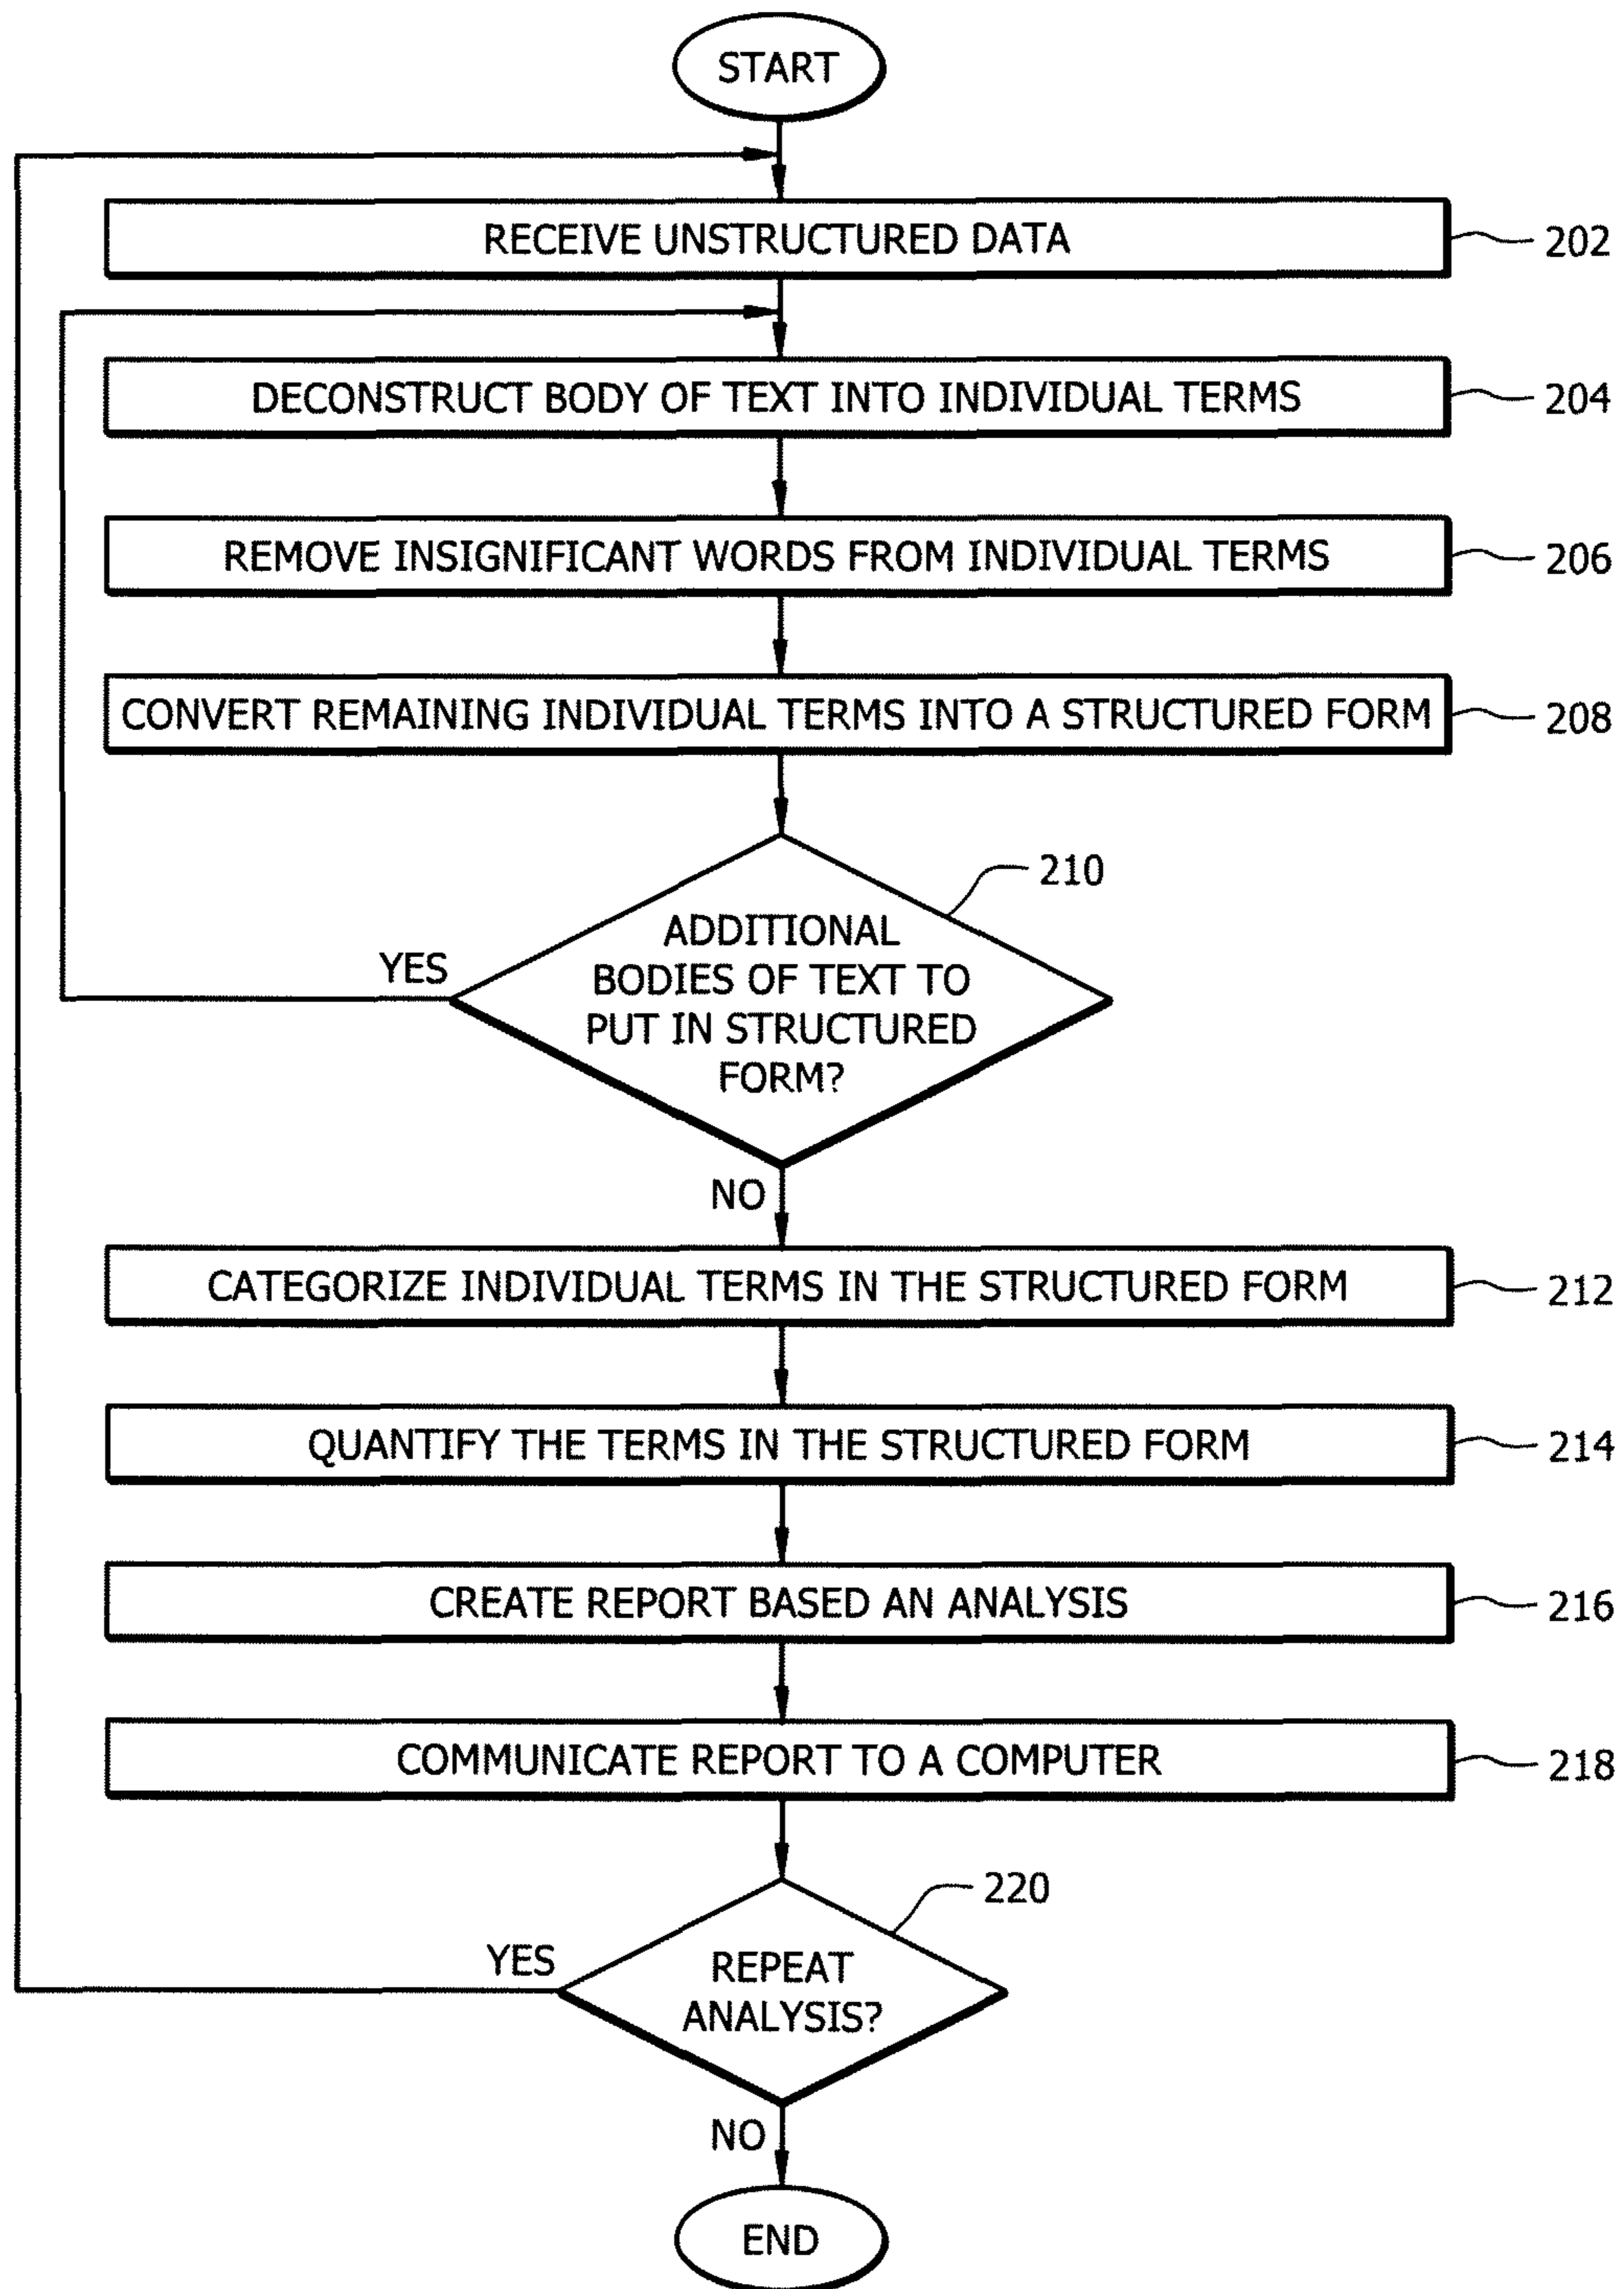 START
RECEIVE UNSTRUCTURED DATA
202
DECONSTRUCT BODY OF TEXT INTO INDIVIDUAL TERMS
204
REMOVE INSIGNIFICANT WORDS FROM INDIVIDUAL TERMS
206
CONVERT REMAINING INDIVIDUAL TERMS INTO A STRUCTURED FORM
208
210
ADDITIONAL
BODIES OF TEXT TO
PUT IN STRUCTURED
FORM?
YES
NO
CATEGORIZE INDIVIDUAL TERMS IN THE STRUCTURED FORM
212
QUANTIFY THE TERMS IN THE STRUCTURED FORM
214
CREATE REPORT BASED AN ANALYSIS
216
COMMUNICATE REPORT TO A COMPUTER
218
220
REPEAT
ANALYSIS?
YES
NO
END